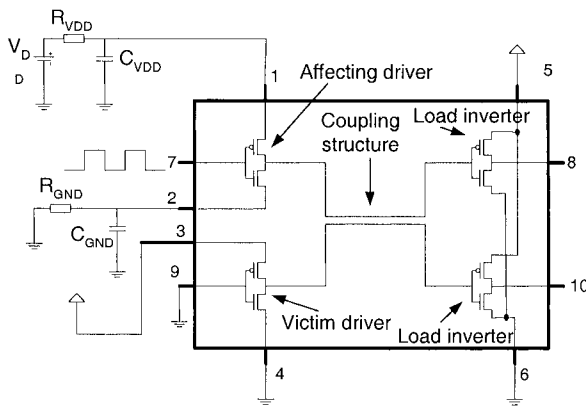 R_VDD
V_D
D
C_VDD
1
Affecting driver
5
Coupling
structure
Load inverter
7
8
R_GND
2
C_GND
3
9
10
Victim driver
Load inverter
4
6